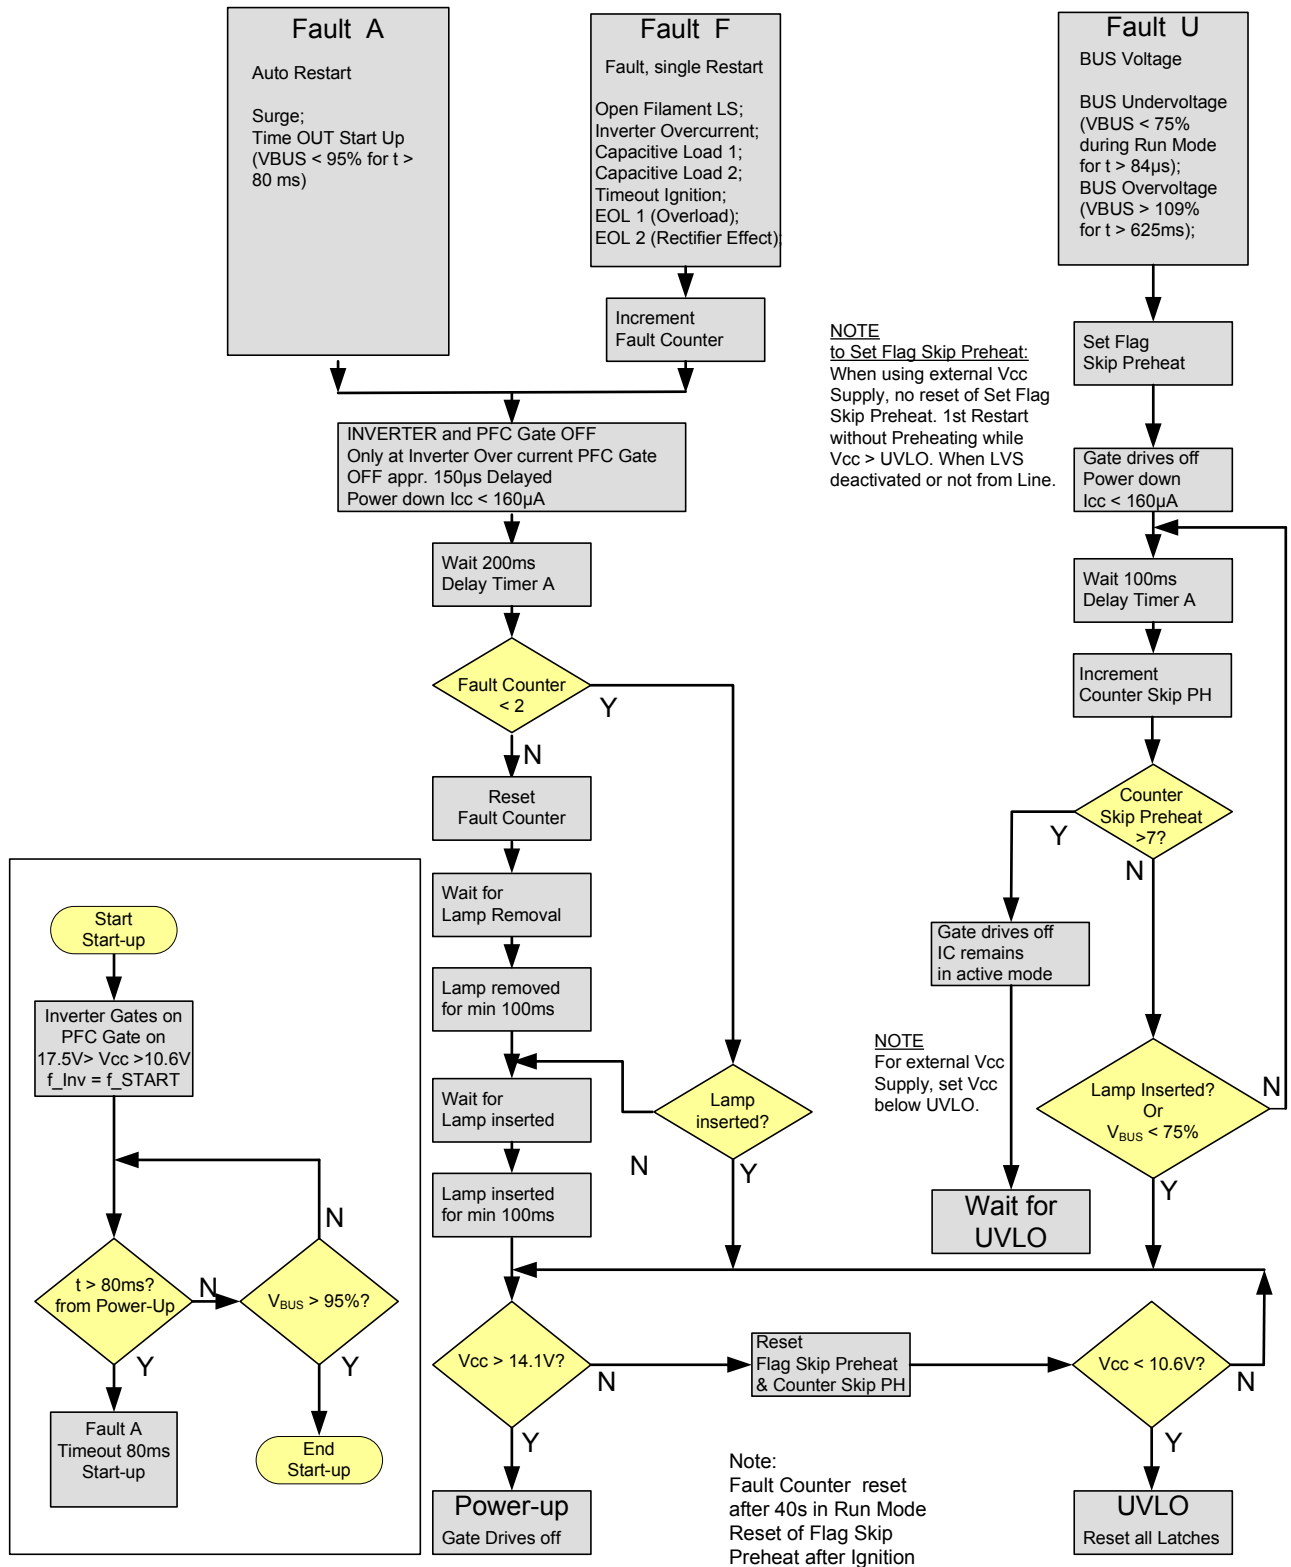 Fault A
Auto Restart
Surge;
Time OUT Start Up
(VBUS < 95% for t >
80 ms)
Fault F
Fault, single Restart
Open Filament LS;
Inverter Overcurrent;
Capacitive Load 1;
Capacitive Load 2;
Timeout Ignition;
EOL 1 (Overload);
EOL 2 (Rectifier Effect);
Fault U
BUS Voltage
BUS Undervoltage
(VBUS < 75%
during Run Mode
for t > 84µs);
BUS Overvoltage
(VBUS > 109%
for t > 625ms);
Increment
Fault Counter
NOTE
to Set Flag Skip Preheat:
When using external Vcc
Supply, no reset of Set Flag
Skip Preheat. 1st Restart
without Preheating while
Vcc > UVLO. When LVS
deactivated or not from Line.
Set Flag
Skip Preheat
INVERTER and PFC Gate OFF
Only at Inverter Over current PFC Gate
OFF appr. 150µs Delayed
Power down Icc < 160µA
Gate drives off
Power down
Icc < 160µA
Wait 200ms
Delay Timer A
Wait 100ms
Delay Timer A
Fault Counter
< 2
Y
N
Increment
Counter Skip PH
Reset
Fault Counter
Counter
Skip Preheat
>7?
Y
N
Wait for
Lamp Removal
Gate drives off
IC remains
in active mode
Lamp removed
for min 100ms
NOTE
For external Vcc
Supply, set Vcc
below UVLO.
Wait for
Lamp inserted
Lamp
inserted?
N
Y
Lamp Inserted?
Or
VBUS < 75%
N
Y
Lamp inserted
for min 100ms
Wait for
UVLO
Start
Start-up
Inverter Gates on
PFC Gate on
17.5V> Vcc >10.6V
f_Inv = f_START
t > 80ms?
from Power-Up
N
Y
VBUS > 95%?
N
Y
Fault A
Timeout 80ms
Start-up
End
Start-up
Vcc > 14.1V?
N
Y
Reset
Flag Skip Preheat
& Counter Skip PH
Vcc < 10.6V?
N
Y
Power-up
Gate Drives off
Note:
Fault Counter reset
after 40s in Run Mode
Reset of Flag Skip
Preheat after Ignition
UVLO
Reset all Latches